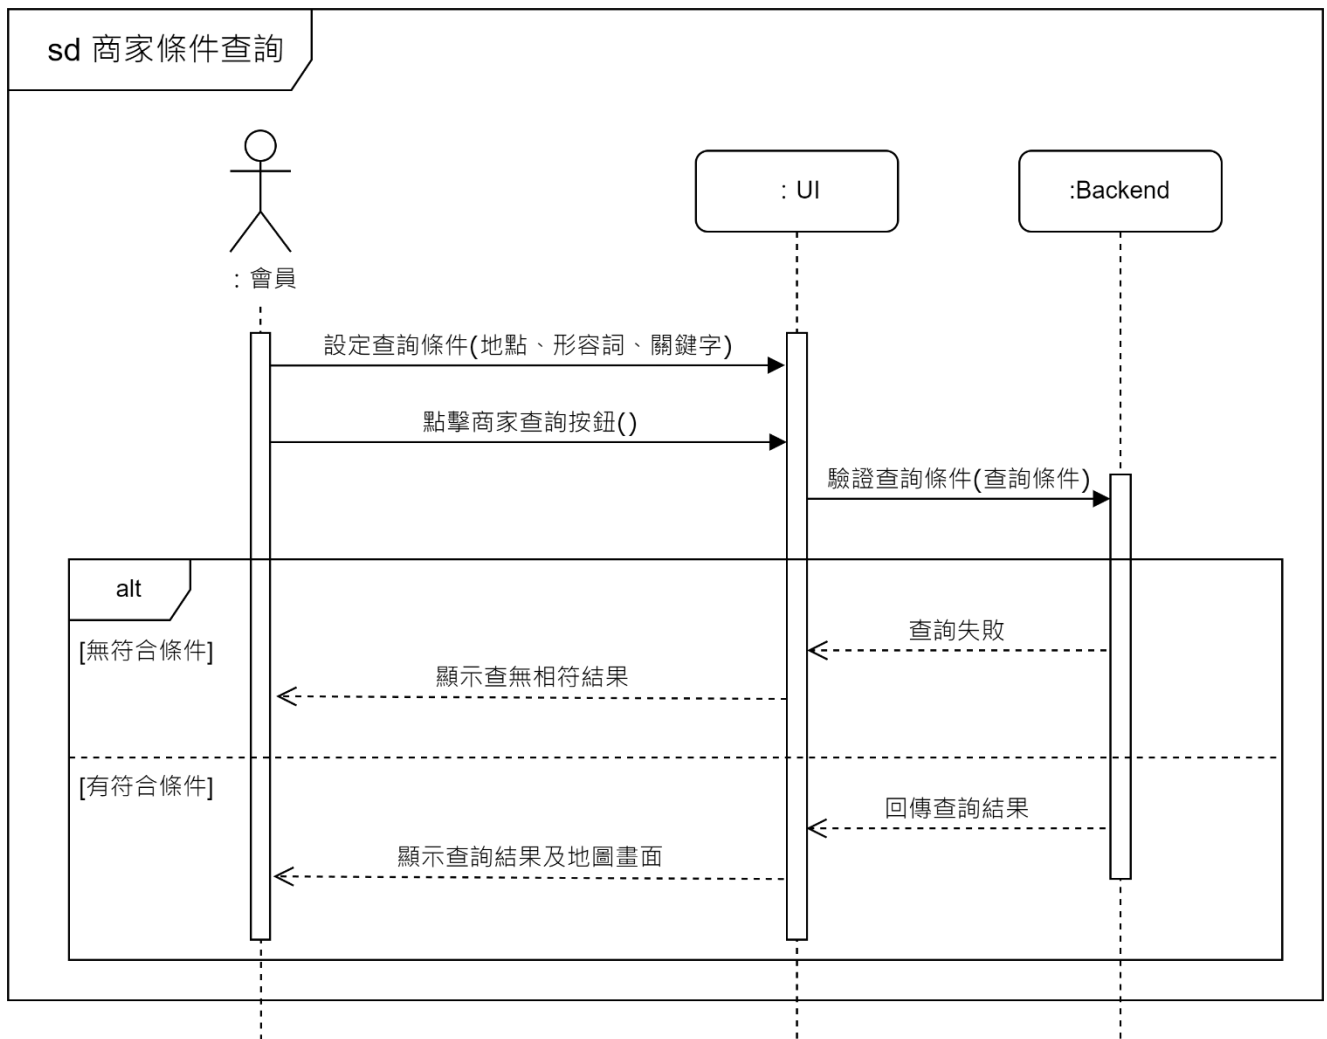 sd 商家條件查詢
: UI
:Backend
: 會員
設定查詢條件(地點、形容詞、關鍵字)
點擊商家查詢按鈕()
驗證查詢條件(查詢條件)
alt
查詢失敗
[無符合條件]
顯示查無相符結果
[有符合條件]
回傳查詢結果
顯示查詢結果及地圖畫面